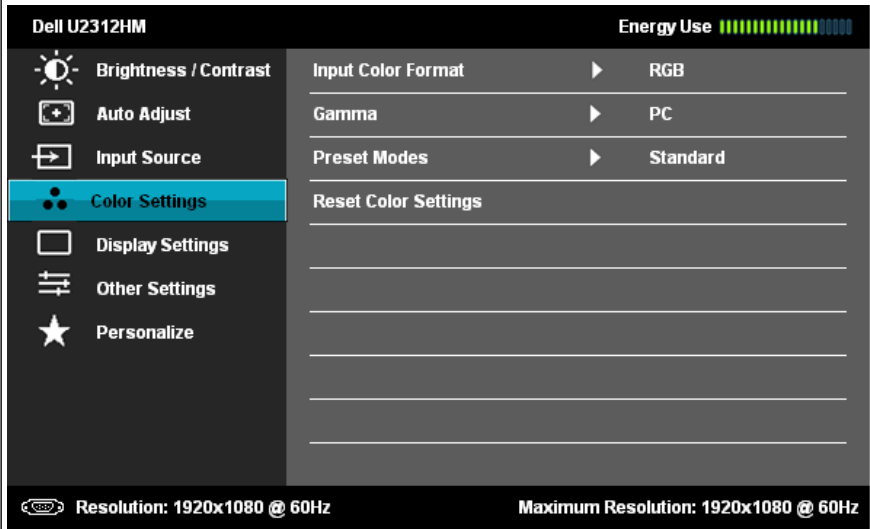 Dell U2312HM Energy Use
Brightness / Contrast Input Color Format RGB
Auto Adjust Gamma PC
Input Source Preset Modes Standard
Color Settings Reset Color Settings
Display Settings
Other Settings
Personalize
Resolution: 1920x1080 @ 60Hz Maximum Resolution: 1920x1080 @ 60Hz